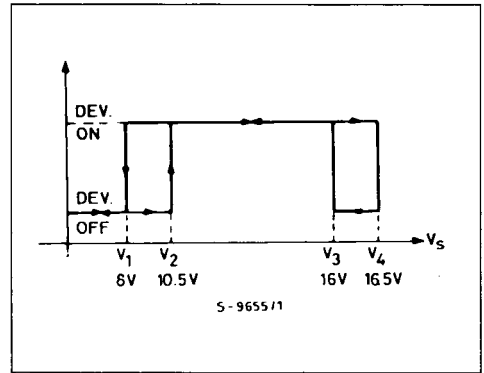 DEV.
ON
DEV.
OFF
Vs
V1 V2 V3 V4
8V 10.5V 16V 16.5V
S-9655/1